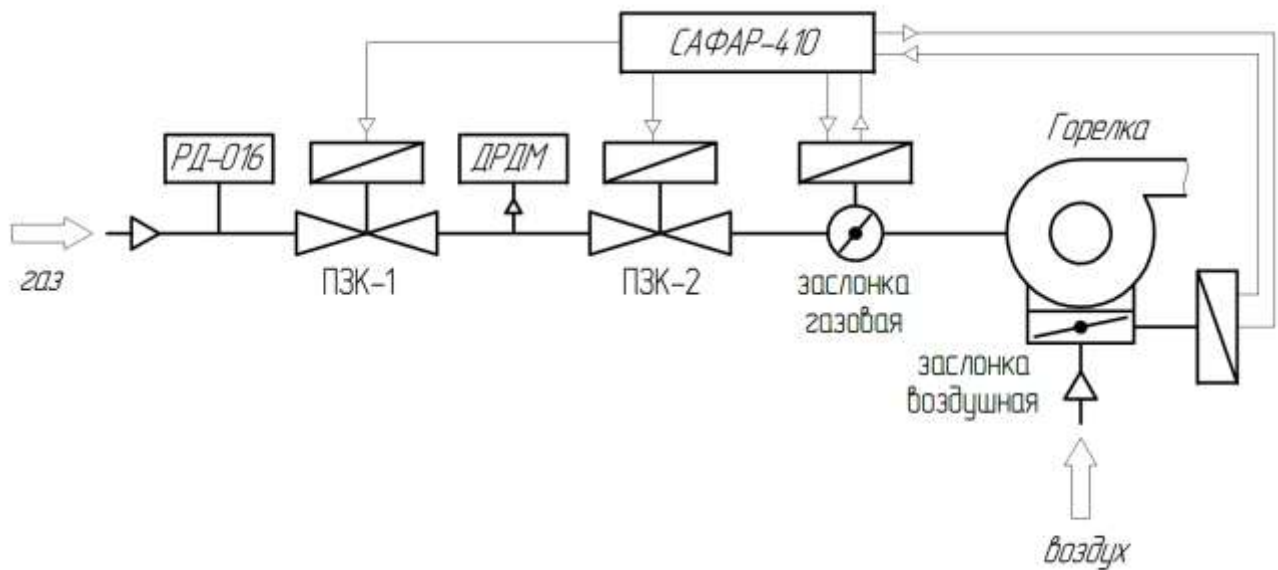 САФАР-410
РД-016
ДРДМ
Горелка
газ
ПЗК-1
ПЗК-2
заслонка
газовая
заслонка
воздушная
воздух